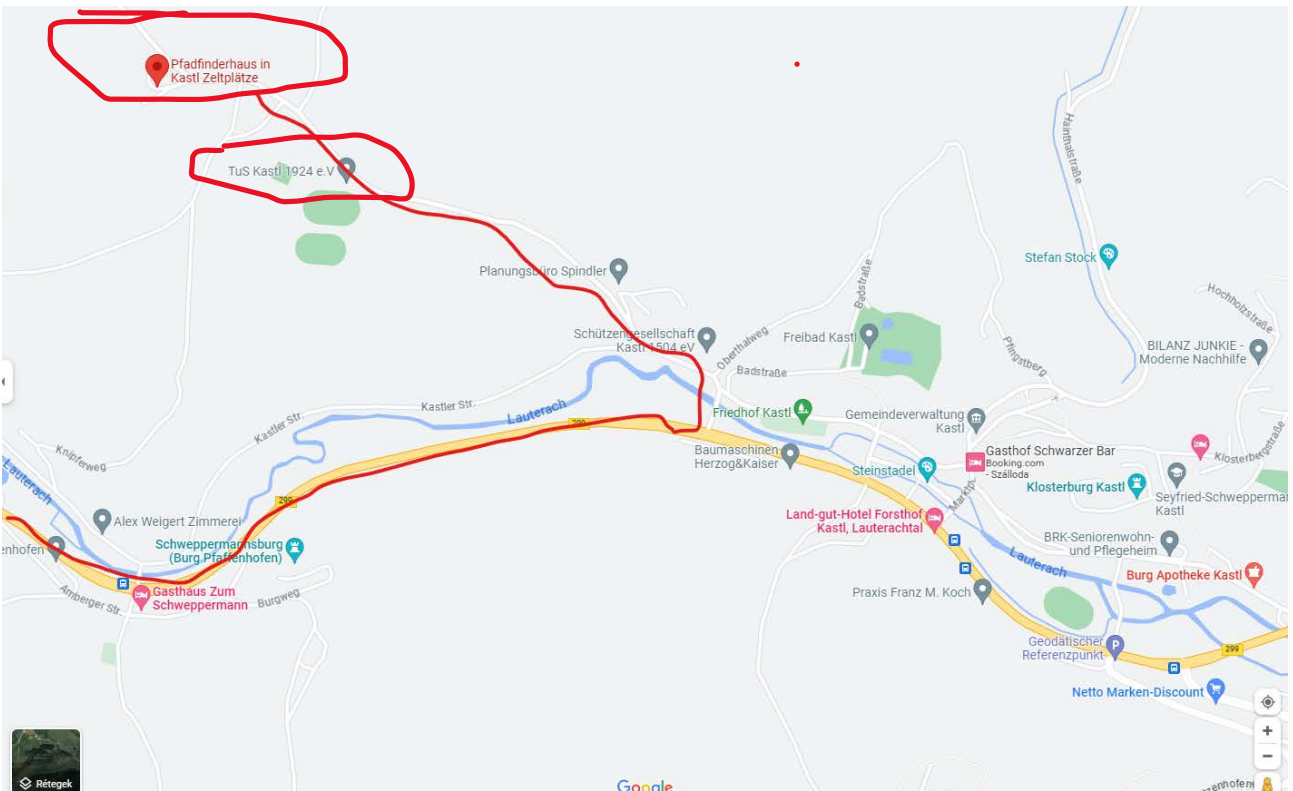 Pfadfinderhaus in
Kastl Zeltplätze
TuS Kastl 1924 e.V
Hainthalstraße
Stefan Stock
Planungsbüro Spindler
Hochholzstraße
Badstraße
Schützengesellschaft
Kastl 1504 eV
Oberthalweg
Freibad Kastl
Pfingstberg
BILANZ JUNKIE -
Moderne Nachhilfe
Badstraße
Kastler Str.
Lauterach
Friedhof Kastl
Gemeindeverwaltung
Kastl
299
Kastler Str.
Knipferweg
Baumaschinen
Herzog&Kaiser
Gasthof Schwarzer Bar
Booking.com
- Szálloda
Klosterbergstraße
Steinstadel
Lauterach
Klosterburg Kastl
Seyfried-Schweppermar
Kastl
Marktpl.
299
Alex Weigert Zimmerei
Land-gut-Hotel Forsthof
Kastl, Lauterachtal
enhofen
Schweppermannsburg
(Burg Pfaffenhofen)
BRK-Seniorenwohn-
und Pflegeheim
Lauterach
Burg Apotheke Kastl
Amberger Str.
Gasthaus Zum
Schweppermann
Burgweg
Praxis Franz M. Koch
Geodätischer
Referenzpunkt
P
299
Netto Marken-Discount
Rétegek
Google
zenhofene